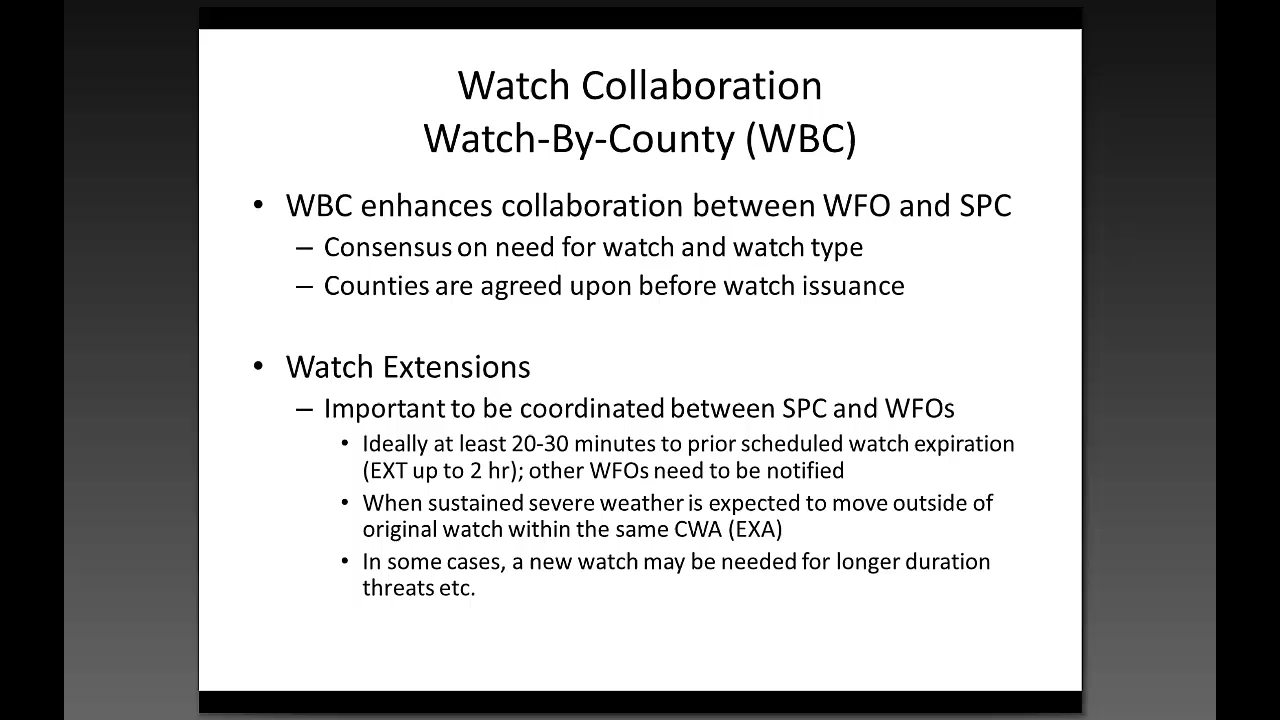 Watch Collaboration
Watch-By-County (WBC)
• WBC enhances collaboration between WFO and SPC
– Consensus on need for watch and watch type
– Counties are agreed upon before watch issuance
• Watch Extensions
– Important to be coordinated between SPC and WFOs
• Ideally at least 20-30 minutes to prior scheduled watch expiration
(EXT up to 2 hr); other WFOs need to be notified
• When sustained severe weather is expected to move outside of
original watch within the same CWA (EXA)
• In some cases, a new watch may be needed for longer duration
threats etc.